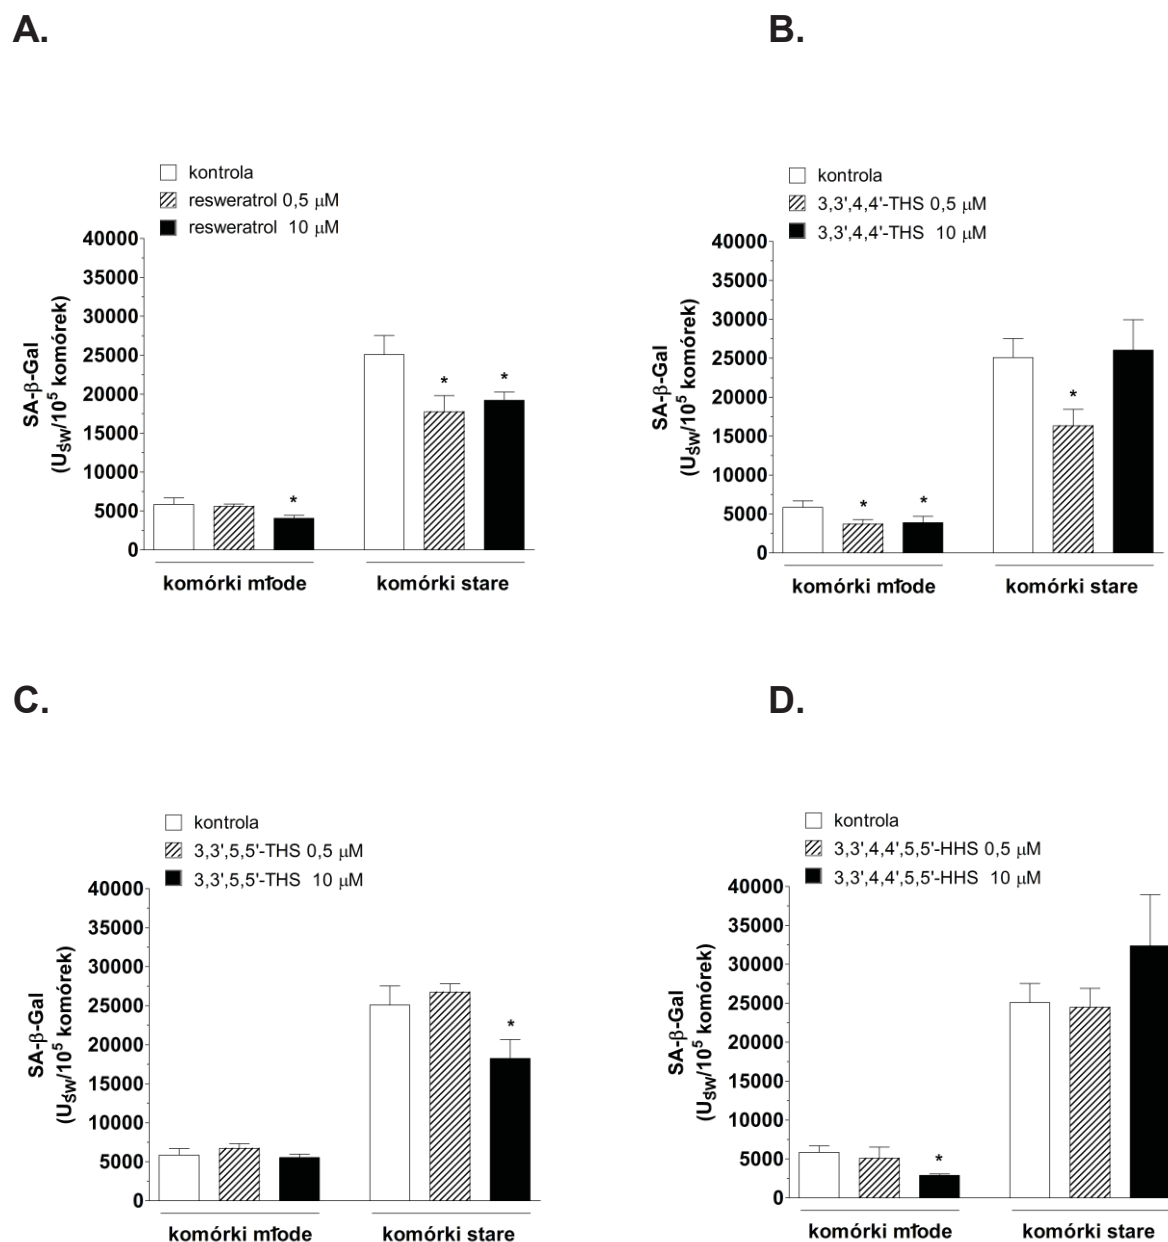 A.
kontrola
resweratrol 0,5 μM
resweratrol 10 μM
40000
35000
30000
25000
20000
15000
10000
5000
0
SA-β-Gal
(UŚW/10⁵ komórek)
*
*
*
komórki młode
komórki stare
B.
kontrola
3,3',4,4'-THS 0,5 μM
3,3',4,4'-THS 10 μM
40000
35000
30000
25000
20000
15000
10000
5000
0
SA-β-Gal
(UŚW/10⁵ komórek)
*
*
*
komórki młode
komórki stare
C.
kontrola
3,3',5,5'-THS 0,5 μM
3,3',5,5'-THS 10 μM
40000
35000
30000
25000
20000
15000
10000
5000
0
SA-β-Gal
(UŚW/10⁵ komórek)
*
komórki młode
komórki stare
D.
kontrola
3,3',4,4',5,5'-HHS 0,5 μM
3,3',4,4',5,5'-HHS 10 μM
40000
35000
30000
25000
20000
15000
10000
5000
0
SA-β-Gal
(UŚW/10⁵ komórek)
*
komórki młode
komórki stare